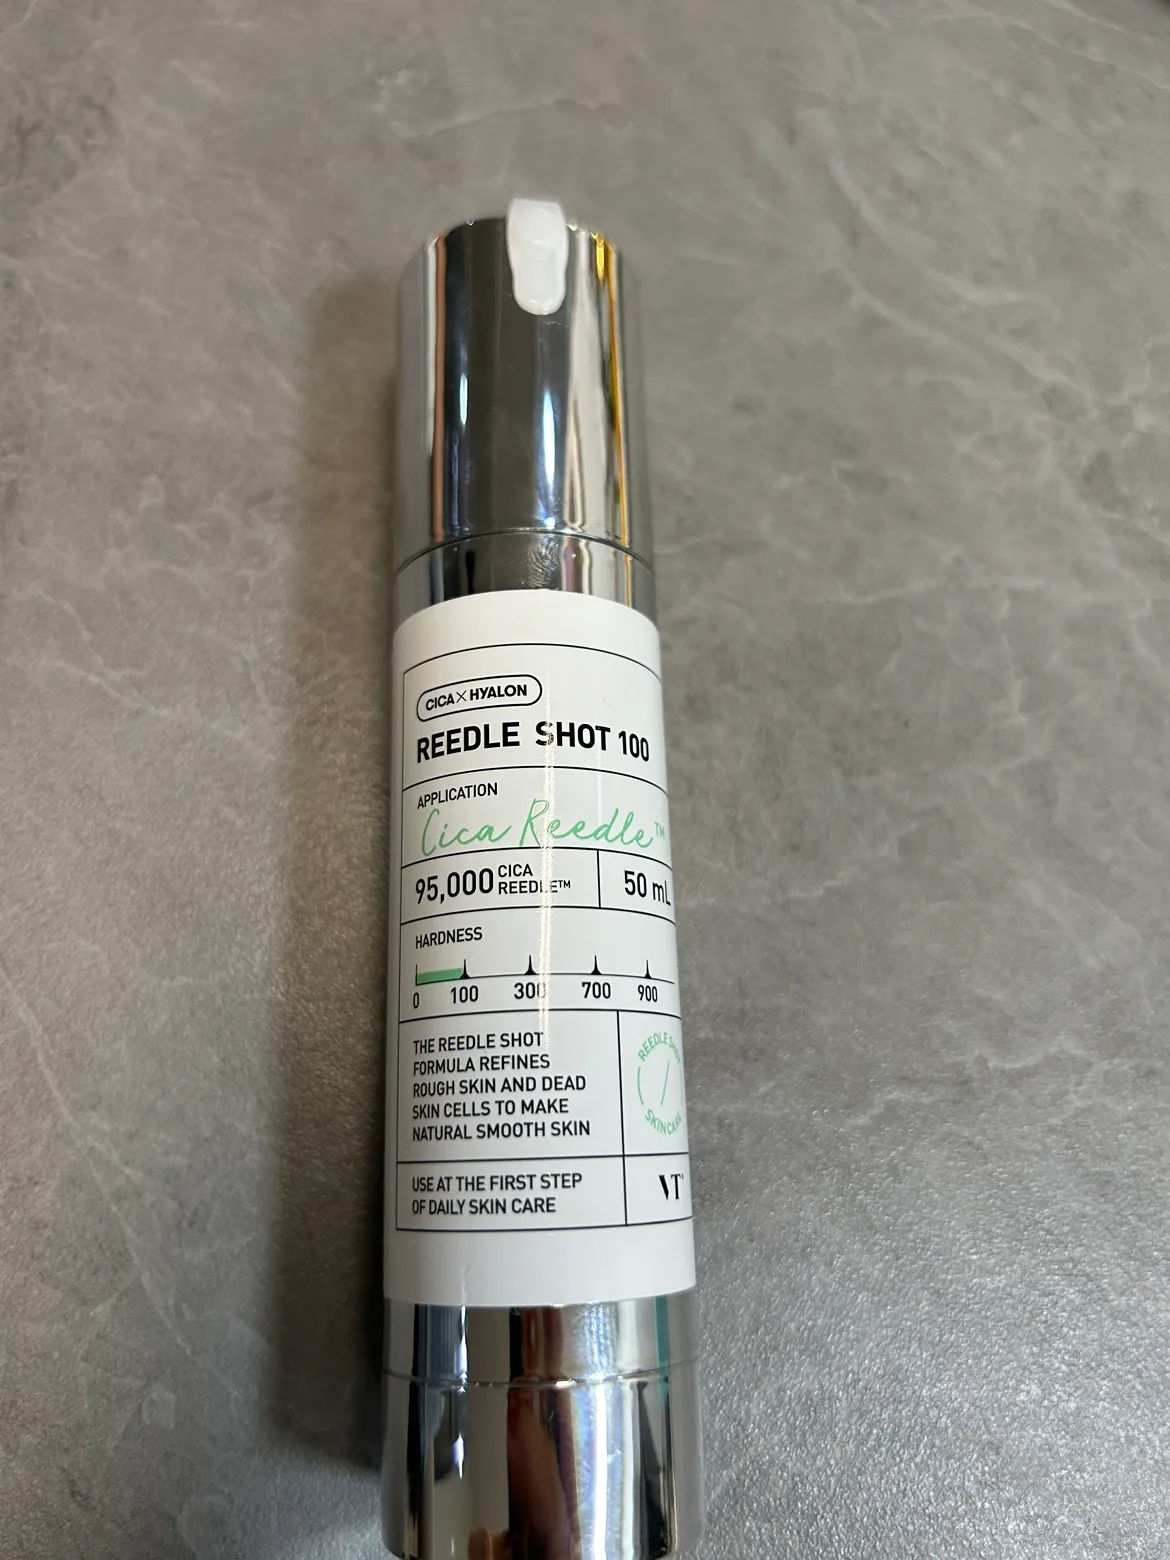 CICA×HYALON
REEDLE SHOT 100
APPLICATION
Cica Reedle™
95,000 CICA REEDLE™
50 mL
HARDNESS
0 100 300 700 900
THE REEDLE SHOT
FORMULA REFINES
ROUGH SKIN AND DEAD
SKIN CELLS TO MAKE
NATURAL SMOOTH SKIN
REEDLE SHOT
SKINCARE
USE AT THE FIRST STEP
OF DAILY SKIN CARE
VT